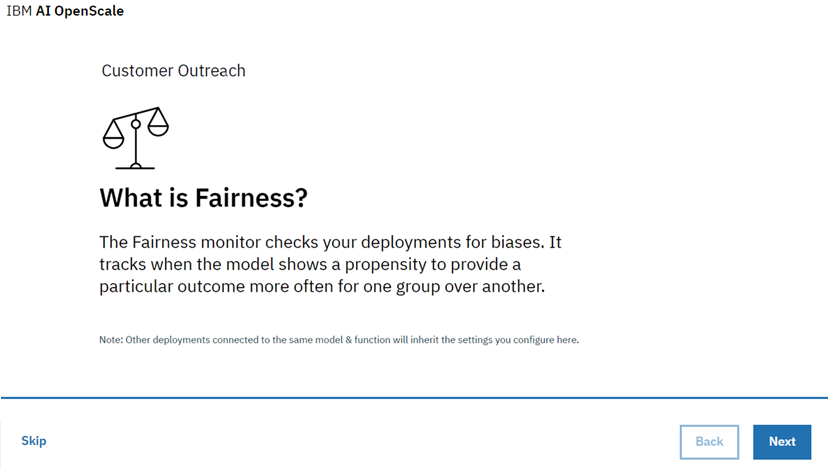 IBM AI OpenScale
Customer Outreach
What is Fairness?
The Fairness monitor checks your deployments for biases. It
tracks when the model shows a propensity to provide a
particular outcome more often for one group over another.
Note: Other deployments connected to the same model & function will inherit the settings you configure here.
Skip
Back
Next